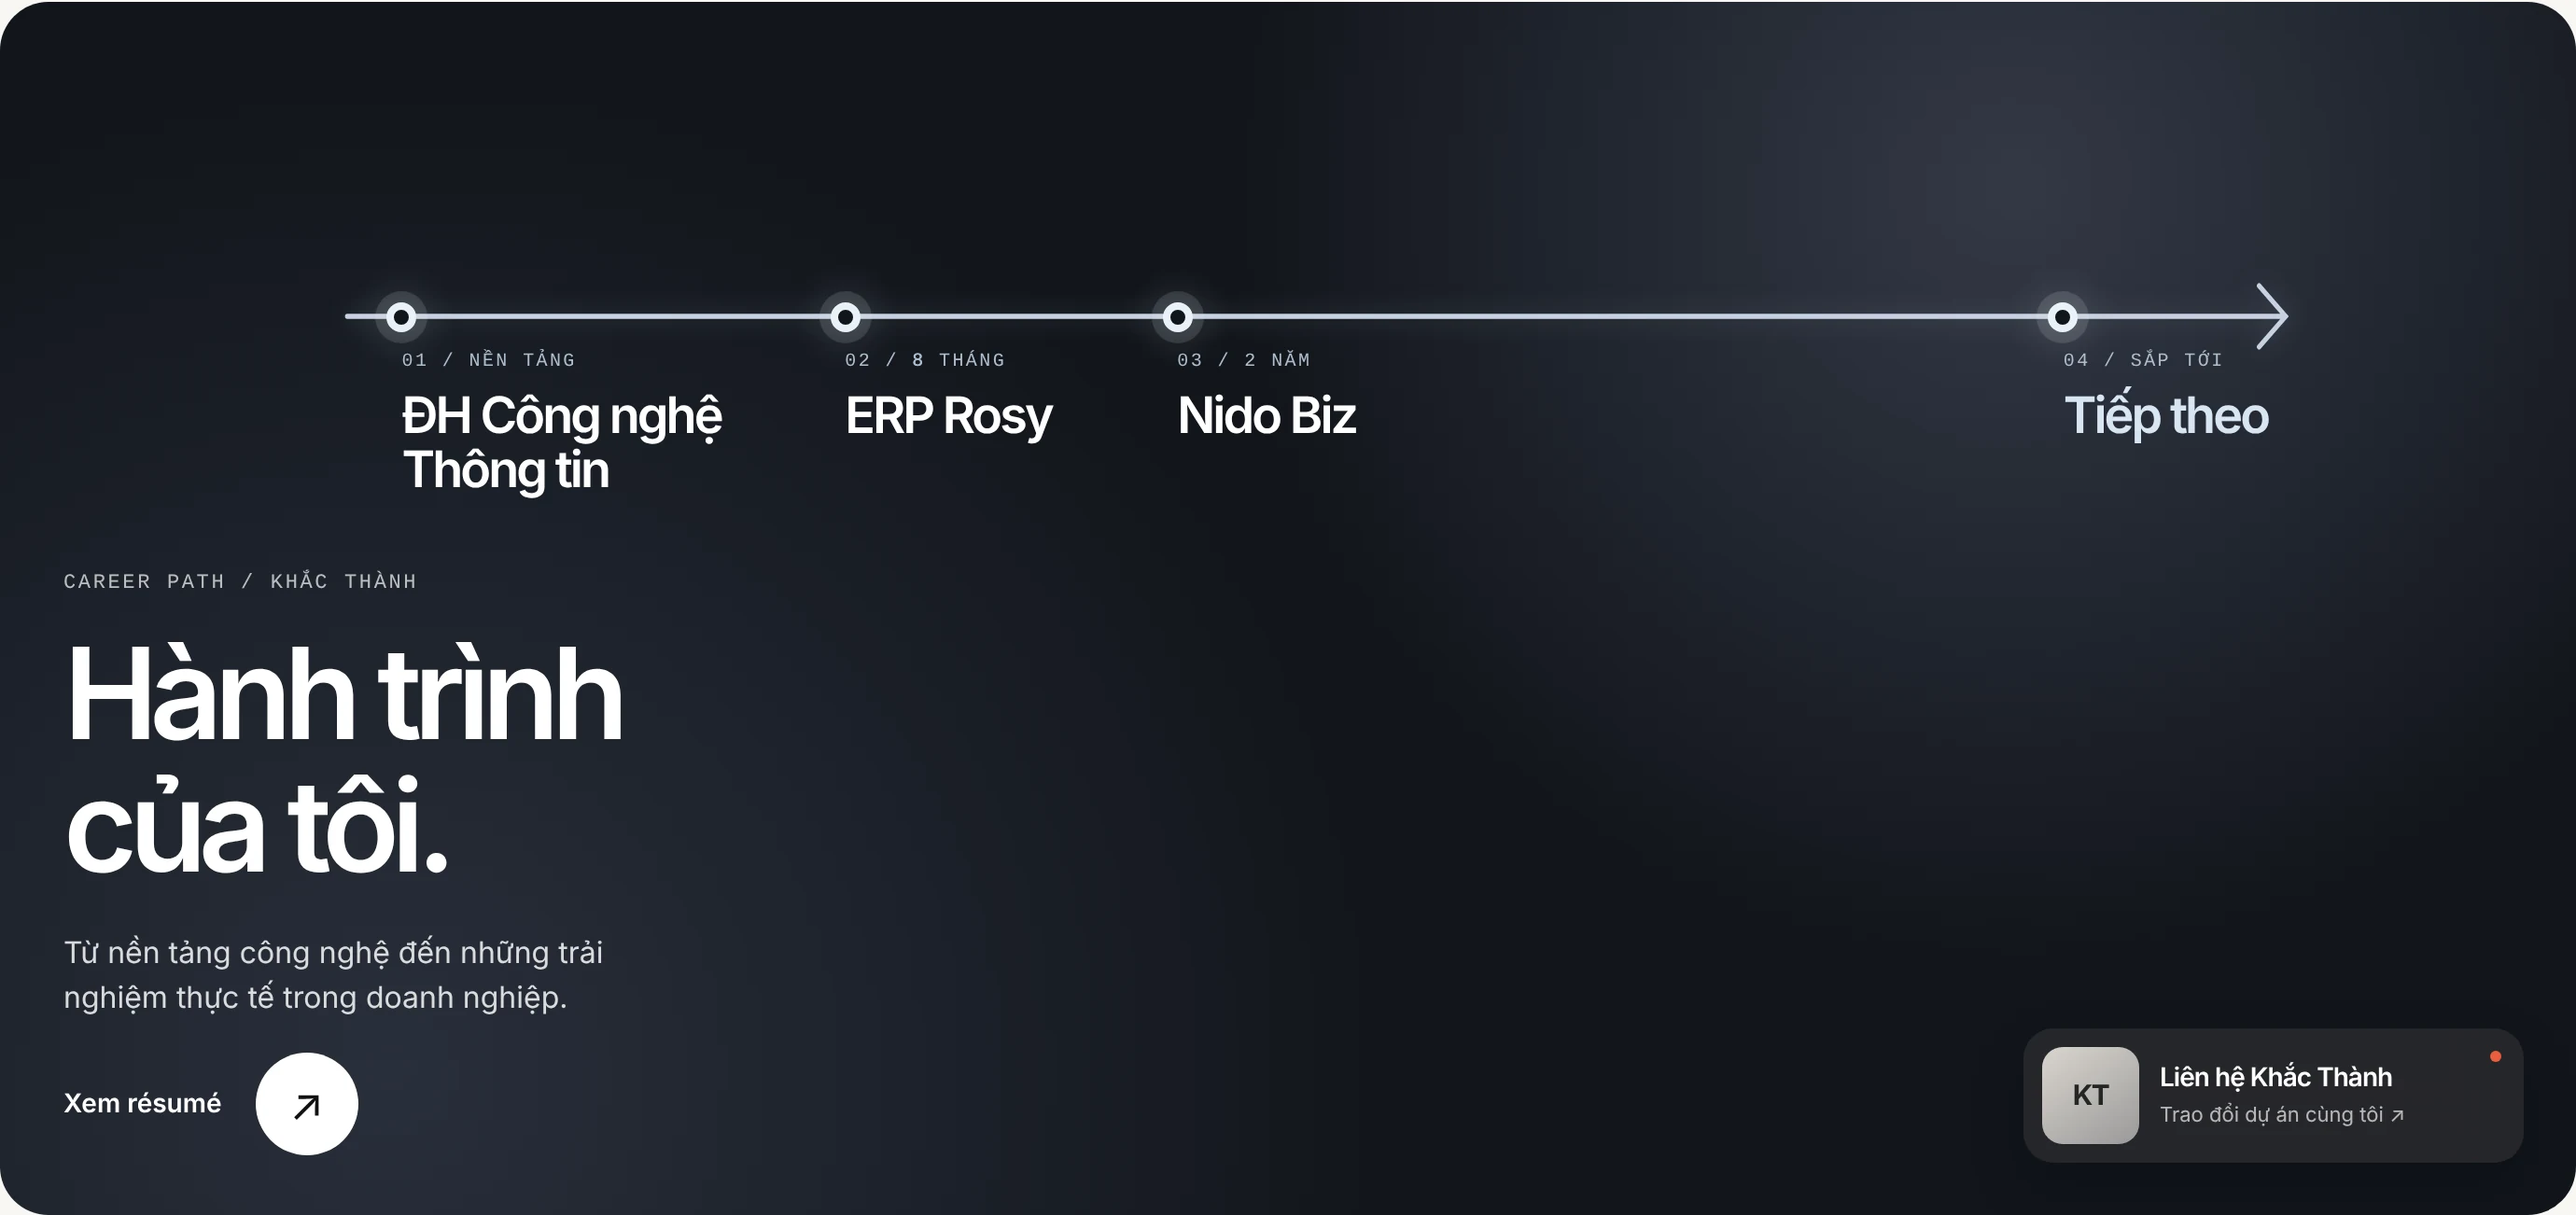 01 / NỀN TẢNG
ĐH Công nghệ
Thông tin
02 / 8 THÁNG
ERP Rosy
03 / 2 NĂM
Nido Biz
04 / SẮP TỚI
Tiếp theo
CAREER PATH / KHẮC THÀNH
Hành trình
của tôi.
Từ nền tảng công nghệ đến những trải
nghiệm thực tế trong doanh nghiệp.
Xem résumé
KT
Liên hệ Khắc Thành
Trao đổi dự án cùng tôi ↗